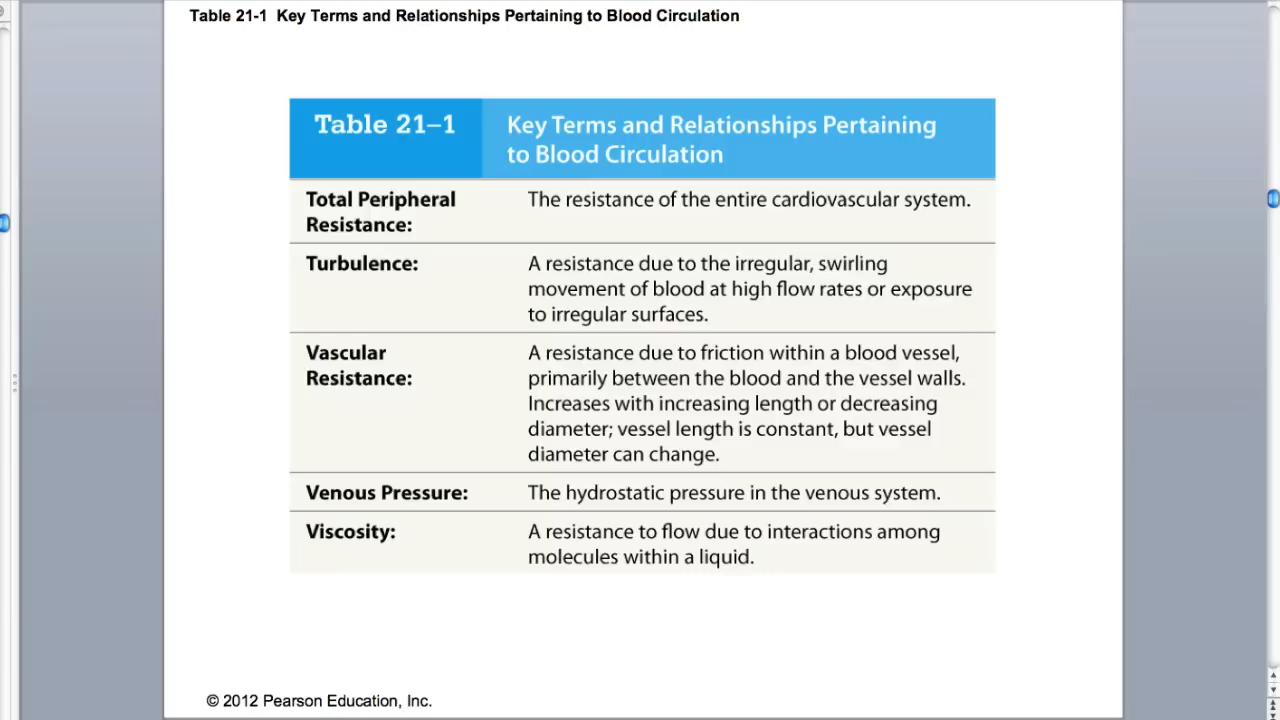 Table 21-1 Key Terms and Relationships Pertaining to Blood Circulation
Table 21–1
Key Terms and Relationships Pertaining
to Blood Circulation
Total Peripheral
Resistance:
The resistance of the entire cardiovascular system.
Turbulence:
A resistance due to the irregular, swirling
movement of blood at high flow rates or exposure
to irregular surfaces.
Vascular
Resistance:
A resistance due to friction within a blood vessel,
primarily between the blood and the vessel walls.
Increases with increasing length or decreasing
diameter; vessel length is constant, but vessel
diameter can change.
Venous Pressure:
The hydrostatic pressure in the venous system.
Viscosity:
A resistance to flow due to interactions among
molecules within a liquid.
© 2012 Pearson Education, Inc.